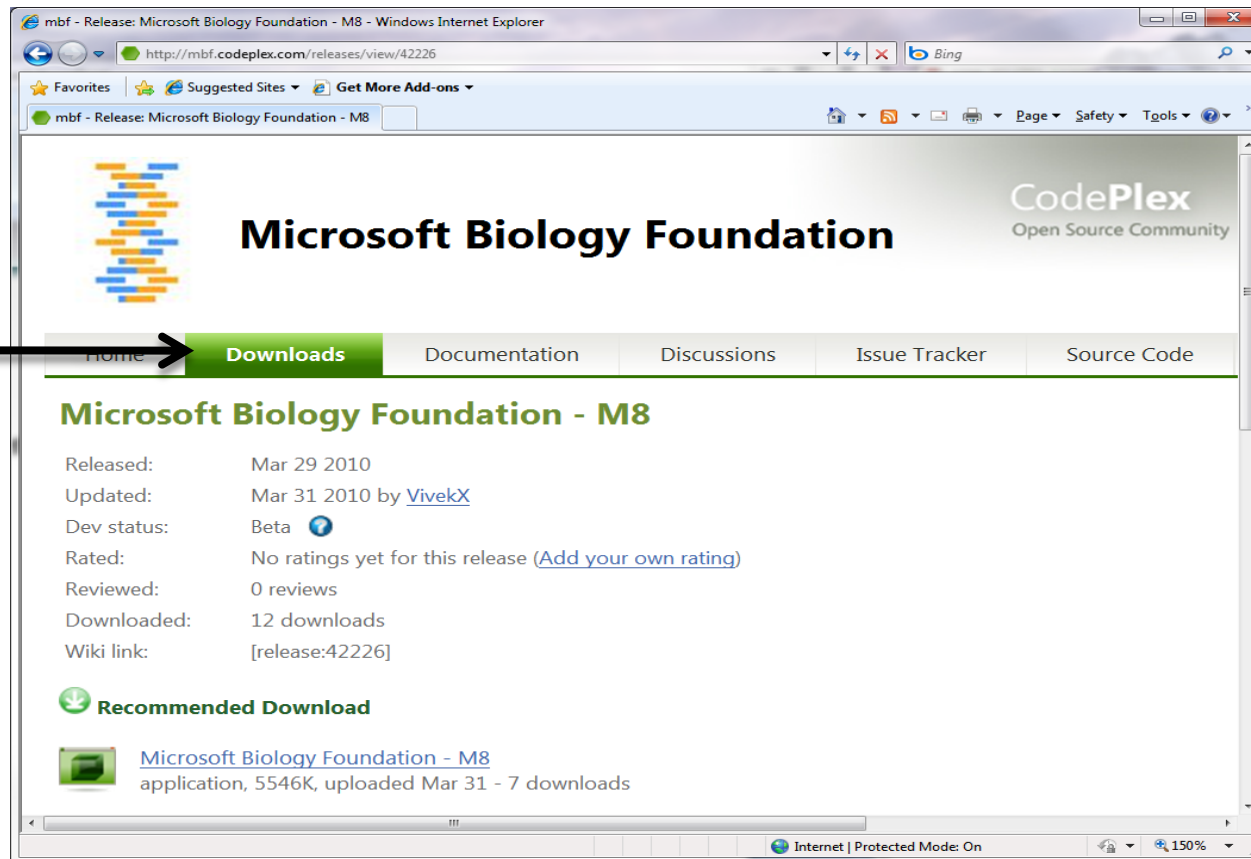 mbf - Release: Microsoft Biology Foundation - M8 - Windows Internet Explorer
http://mbf.codeplex.com/releases/view/42226
Bing
Favorites Suggested Sites Get More Add-ons
mbf - Release: Microsoft Biology Foundation - M8
Page Safety Tools
CodePlex
Microsoft Biology Foundation
Open Source Community
Home Downloads Documentation Discussions Issue Tracker Source Code
Microsoft Biology Foundation - M8
Released: Mar 29 2010
Updated: Mar 31 2010 by VivekX
Dev status: Beta
Rated: No ratings yet for this release (Add your own rating)
Reviewed: 0 reviews
Downloaded: 12 downloads
Wiki link: [release:42226]
Recommended Download
Microsoft Biology Foundation - M8
application, 5546K, uploaded Mar 31 - 7 downloads
Internet | Protected Mode: On 150%